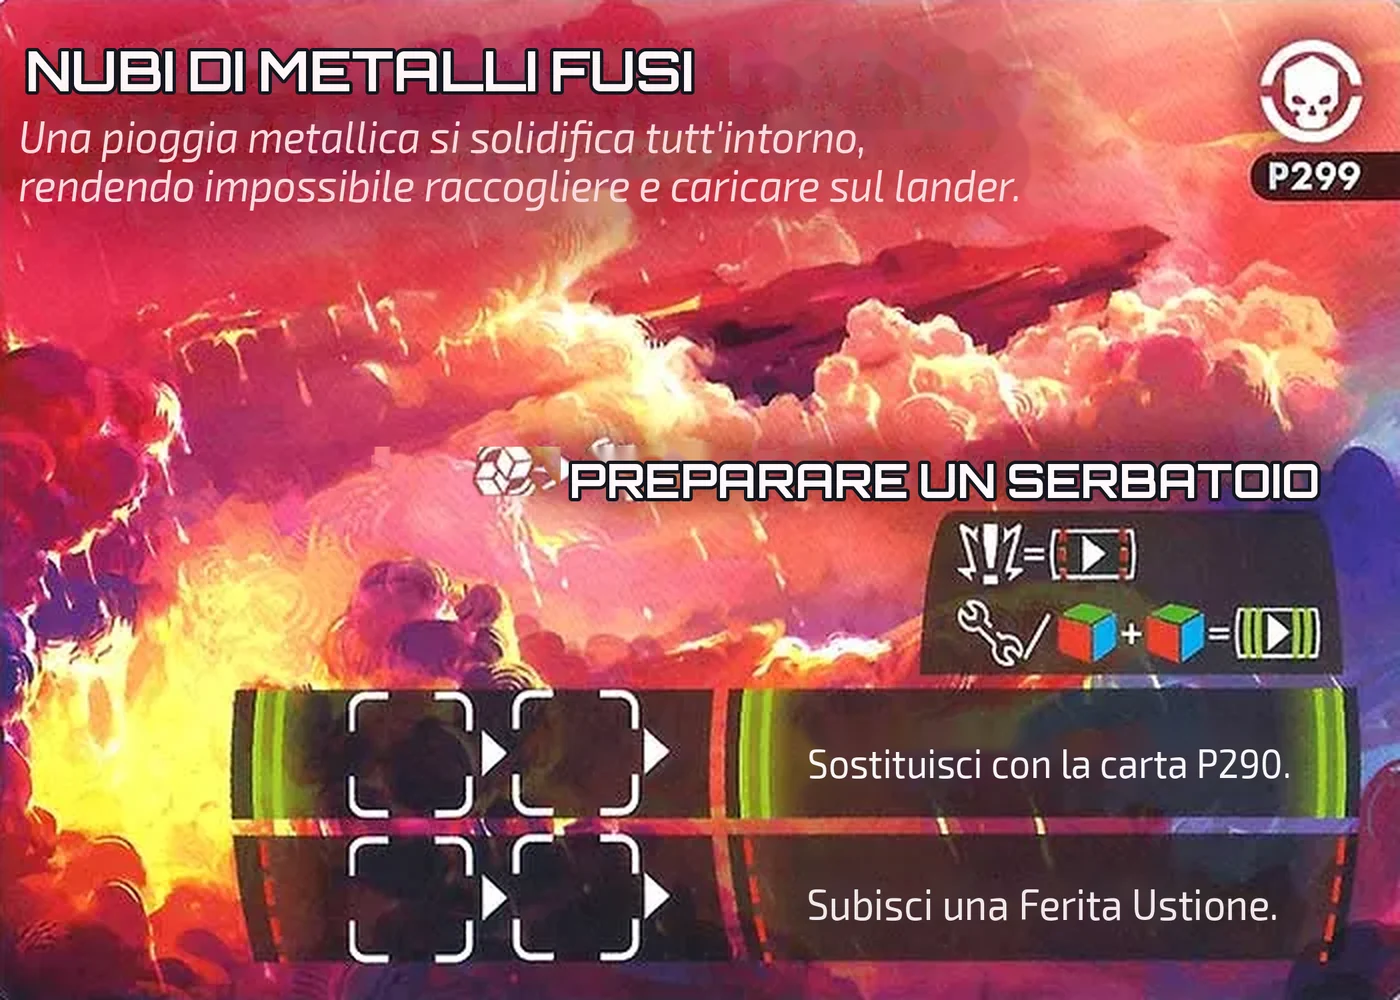 NUBI DI METALLI FUSI
Una pioggia metallica si solidifica tutt'intorno,
rendendo impossibile raccogliere e caricare sul lander.
P299
PREPARARE UN SERBATOIO
Sostituisci con la carta P290.
Subisci una Ferita Ustione.